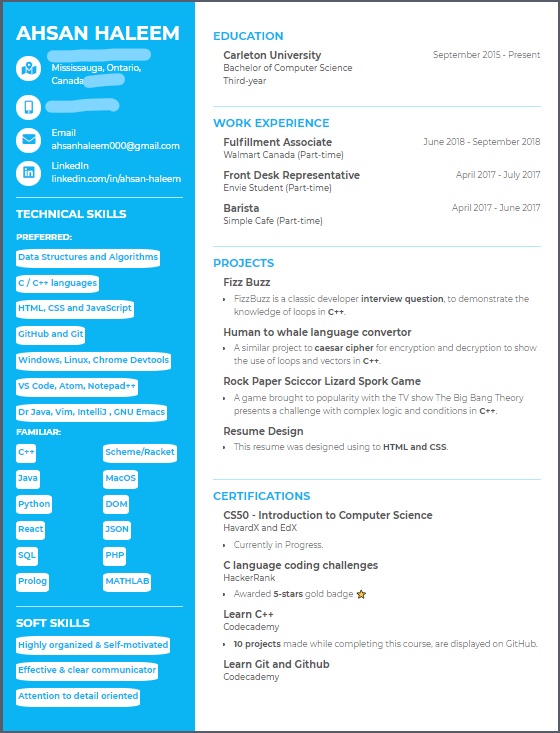 AHSAN HALEEM
Mississauga, Ontario,
Canada
Email
ahsanhaleem000@gmail.com
LinkedIn
linkedin.com/in/ahsan-haleem
TECHNICAL SKILLS
PREFERRED:
Data Structures and Algorithms
C / C++ languages
HTML, CSS and JavaScript
GitHub and Git
Windows, Linux, Chrome Devtools
VS Code, Atom, Notepad++
Dr Java, Vim, IntelliJ , GNU Emacs
FAMILIAR:
C++ Scheme/Racket
Java MacOS
Python DOM
React JSON
SQL PHP
Prolog MATHLAB
SOFT SKILLS
Highly organized & Self-motivated
Effective & clear communicator
Attention to detail oriented
EDUCATION
Carleton University September 2015 - Present
Bachelor of Computer Science
Third-year
WORK EXPERIENCE
Fulfillment Associate June 2018 - September 2018
Walmart Canada (Part-time)
Front Desk Representative April 2017 - July 2017
Envie Student (Part-time)
Barista April 2017 - June 2017
Simple Cafe (Part-time)
PROJECTS
Fizz Buzz
• FizzBuzz is a classic developer interview question, to demonstrate the
knowledge of loops in C++.
Human to whale language convertor
• A similar project to caesar cipher for encryption and decryption to show
the use of loops and vectors in C++.
Rock Paper Sciccor Lizard Spork Game
• A game brought to popularity with the TV show The Big Bang Theory
presents a challenge with complex logic and conditions in C++.
Resume Design
• This resume was designed using to HTML and CSS.
CERTIFICATIONS
CS50 - Introduction to Computer Science
HavardX and EdX
• Currently in Progress.
C language coding challenges
HackerRank
• Awarded 5-stars gold badge ⭐
Learn C++
Codecademy
• 10 projects made while completing this course, are displayed on GitHub.
Learn Git and Github
Codecademy